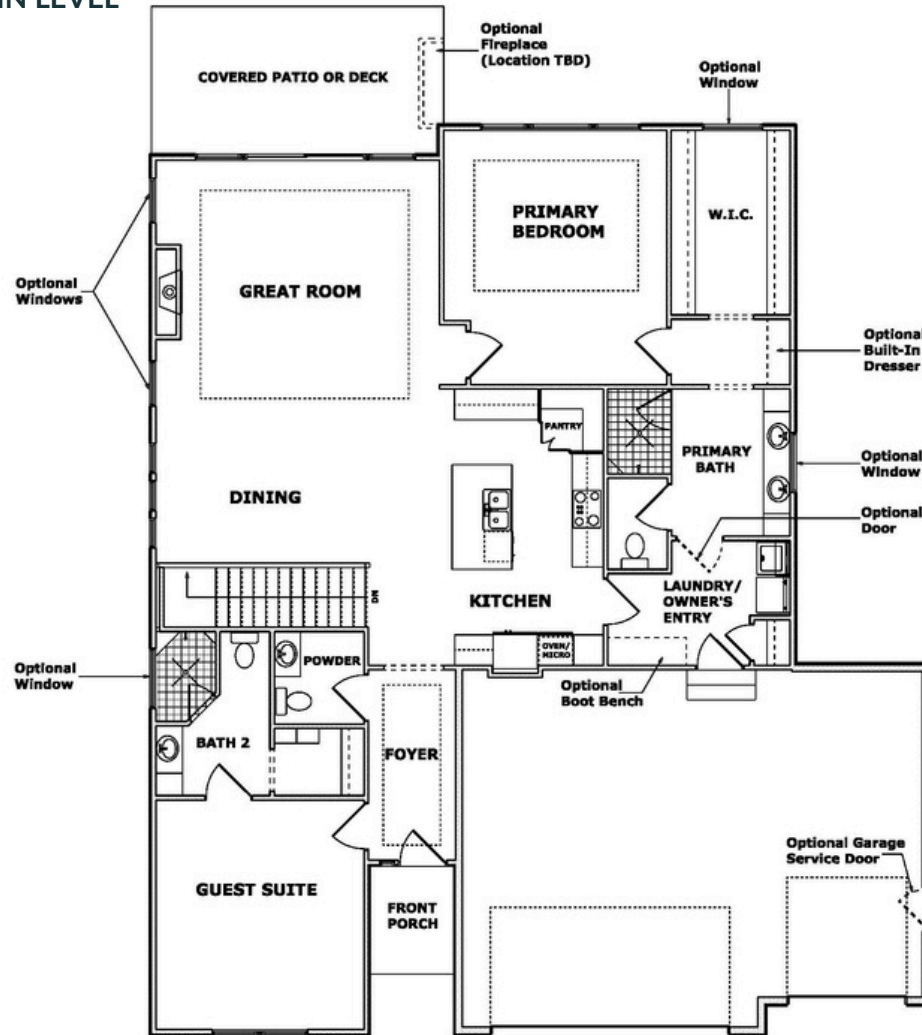 IN LEVEL
Optional
Fireplace
(Location TBD)
COVERED PATIO OR DECK
Optional
Window
PRIMARY
BEDROOM
W.I.C.
Optional
Windows
GREAT ROOM
Optional
Built-In
Dresser
PANTRY
PRIMARY
BATH
Optional
Window
DINING
Optional
Door
DN
KITCHEN
LAUNDRY/
OWNER'S
ENTRY
OVEN/
MICRO
Optional
Window
POWDER
Optional
Boot Bench
BATH 2
FOYER
Optional Garage
Service Door
GUEST SUITE
FRONT
PORCH